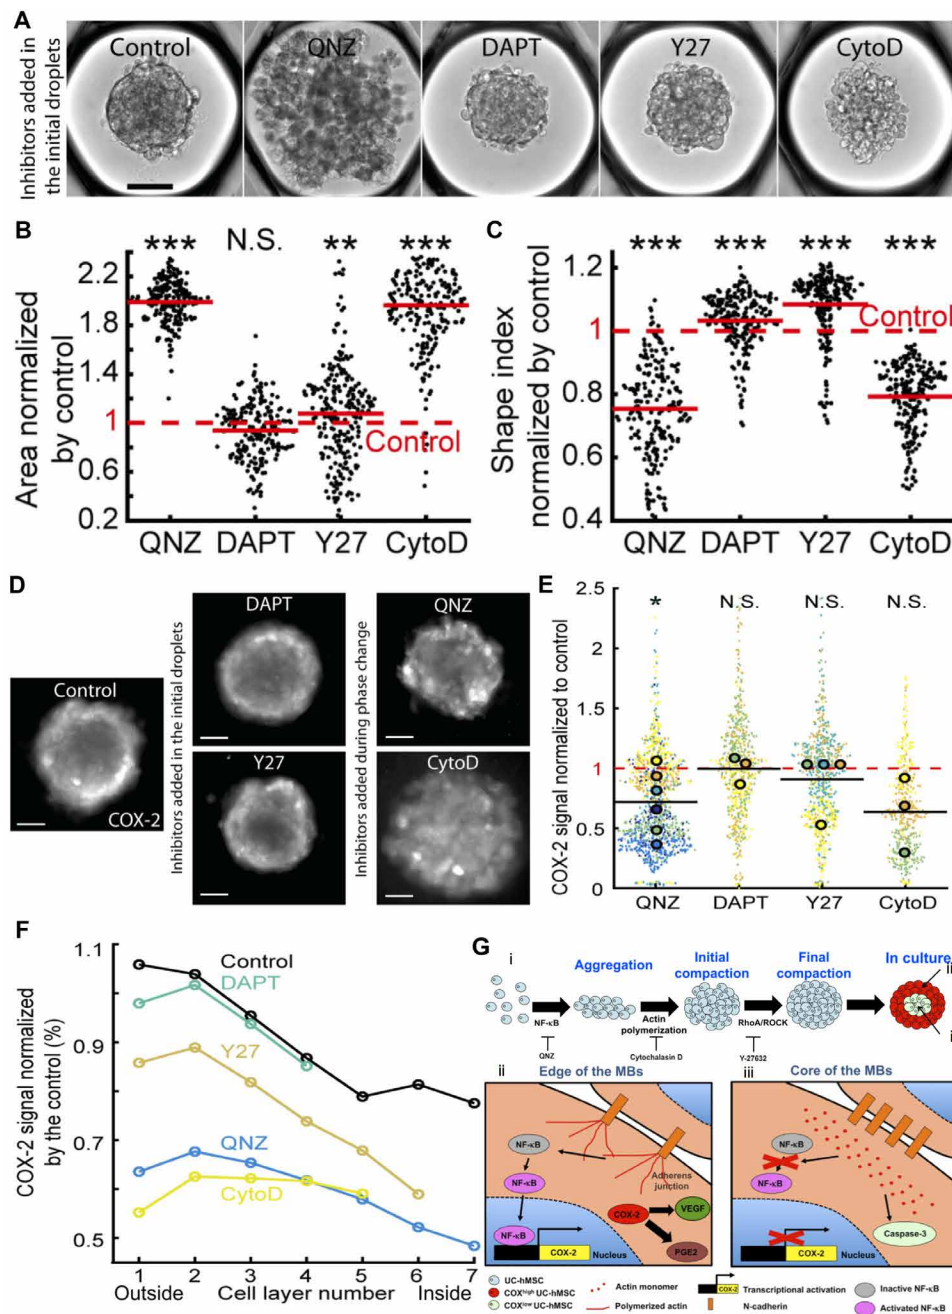 A
Inhibitors added in
the initial droplets
Control
QNZ
DAPT
Y27
CytoD
B
Area normalized
by control
2.2
1.8
1.4
1
0.6
0.2
***
N.S.
**
***
Control
QNZ
DAPT
Y27
CytoD
C
Shape index
normalized by control
1.2
1
0.8
0.6
0.4
***
***
***
***
Control
QNZ
DAPT
Y27
CytoD
D
Control
COX-2
Inhibitors added in the initial droplets
DAPT
Y27
Inhibitors added during phase change
QNZ
CytoD
E
COX-2 signal normalized to control
2.5
2
1.5
1
0.5
0
*
N.S.
N.S.
N.S.
QNZ
DAPT
Y27
CytoD
F
COX-2 signal normalized
by the control (%)
1.1
0.9
0.7
0.5
Control
DAPT
Y27
QNZ
CytoD
1 2 3 4 5 6 7
Outside Cell layer number Inside
G
i
Aggregation
Initial
compaction
Final
compaction
In culture
ii
NF-κB
Actin
polymerization
RhoA/ROCK
QNZ
Cytochalasin D
Y-27632
ii Edge of the MBs
NF-κB
NF-κB
NF-κB
Adherens
junction
COX-2
VEGF
PGE2
COX-2
Nucleus
iii Core of the MBs
NF-κB
NF-κB
Caspase-3
COX-2
Nucleus
UC-hMSC
COXhigh UC-hMSC
COXlow UC-hMSC
Actin monomer
Polymerized actin
N-cadherin
COX-2
Transcriptional activation
Inactive NF-κB
Activated NF-κB